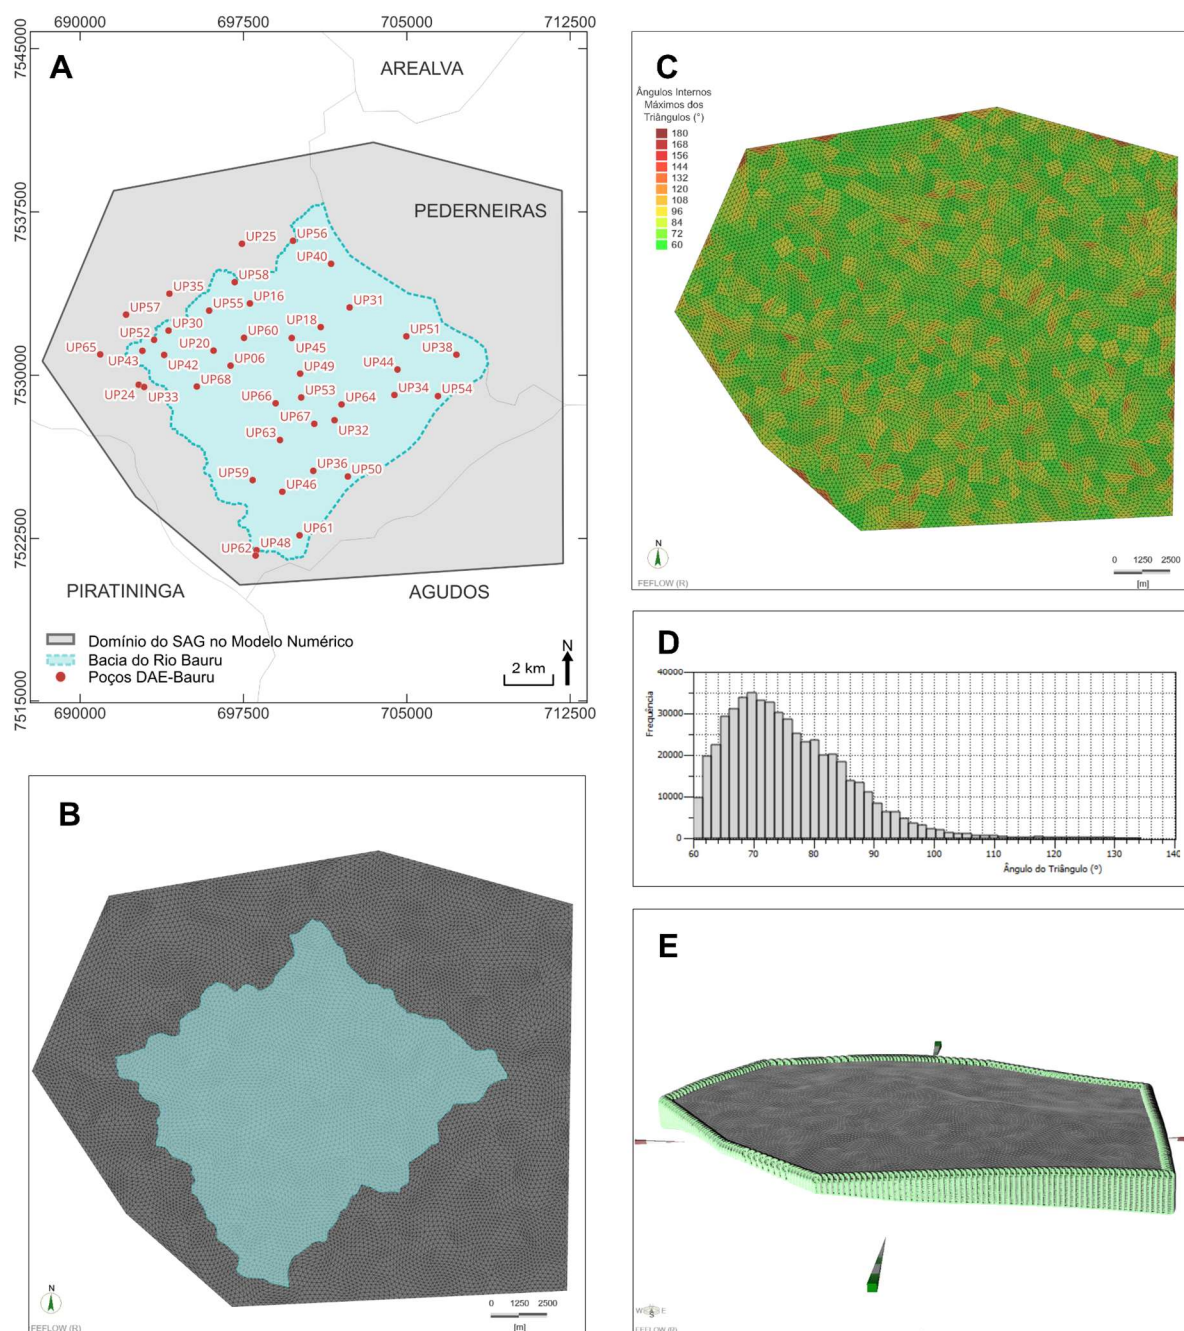 690000 697500 705000 712500
7545000
7537500
7530000
7522500
7515000
A
AREALVA
PEDERNEIRAS
UP25
UP56
UP40
UP58
UP35
UP16
UP31
UP57
UP55
UP30
UP18
UP52
UP60
UP51
UP65
UP20
UP45
UP38
UP43
UP42
UP06
UP49
UP44
UP24
UP33
UP68
UP66
UP53
UP64
UP34
UP54
UP67
UP63
UP32
UP59
UP36
UP50
UP46
UP61
UP62
UP48
PIRATININGA
AGUDOS
Domínio do SAG no Modelo Numérico
Bacia do Rio Bauru
Poços DAE-Bauru
2 km
N
690000 697500 705000 712500
B
N
FEFLOW (R)
0 1250 2500
[m]
C
Ângulos Internos
Máximos dos
Triângulos (°)
180
168
156
144
132
120
108
96
84
72
60
N
FEFLOW (R)
0 1250 2500
[m]
D
Frequência
40000
30000
20000
10000
0
60 70 80 90 100 110 120 130 140
Ângulo do Triângulo (º)
E
W S E
FEFLOW (R)